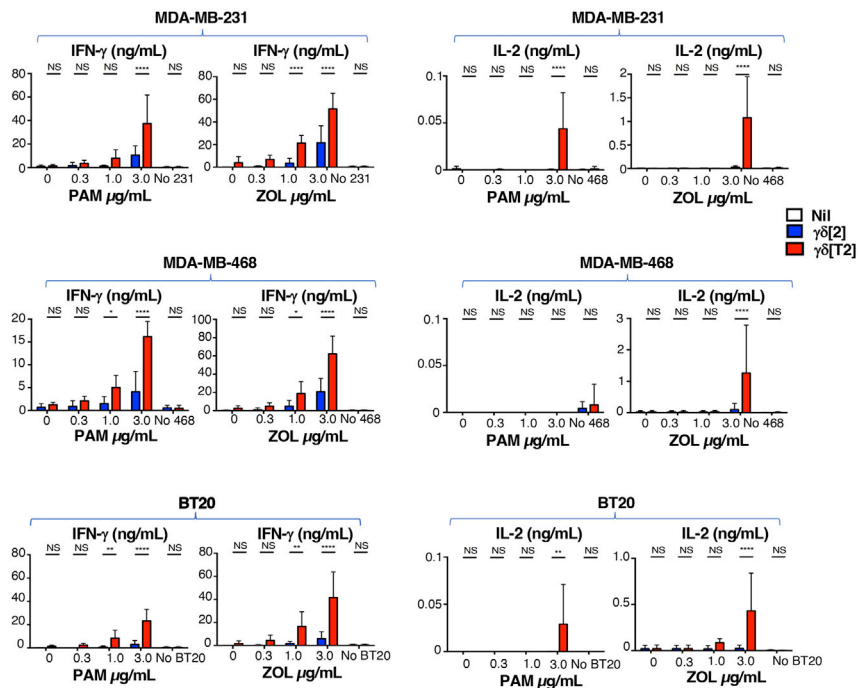 MDA-MB-231
IFN-γ (ng/mL) IFN-γ (ng/mL)
NS NS NS **** NS
NS NS **** **** NS
80
60
40
20
0
80
60
40
20
0
0 0.3 1.0 3.0 No 231
0 0.3 1.0 3.0 No 231
PAM µg/mL ZOL µg/mL
MDA-MB-231
IL-2 (ng/mL) IL-2 (ng/mL)
NS NS NS **** NS
NS NS NS **** NS
0.1
0.05
0
2
1.5
1
0.5
0
0 0.3 1.0 3.0 No 468
0 0.3 1.0 3.0 No 468
PAM µg/mL ZOL µg/mL
Nil
γδ[2]
γδ[T2]
MDA-MB-468
IFN-γ (ng/mL) IFN-γ (ng/mL)
NS NS * **** NS
NS NS * **** NS
20
15
10
5
0
100
80
60
40
20
0
0 0.3 1.0 3.0 No 468
0 0.3 1.0 3.0 No 468
PAM µg/mL ZOL µg/mL
MDA-MB-468
IL-2 (ng/mL) IL-2 (ng/mL)
NS NS NS NS NS
NS NS NS **** NS
0.1
0.05
0
3
2
1
0
0 0.3 1.0 3.0 No 468
0 0.3 1.0 3.0 No 468
PAM µg/mL ZOL µg/mL
BT20
IFN-γ (ng/mL) IFN-γ (ng/mL)
NS NS ** **** NS
NS NS ** **** NS
80
60
40
20
0
80
60
40
20
0
0 0.3 1.0 3.0 No BT20
0 0.3 1.0 3.0 No BT20
PAM µg/mL ZOL µg/mL
BT20
IL-2 (ng/mL) IL-2 (ng/mL)
NS NS NS ** NS
NS NS NS **** NS
0.1
0.05
0
1.0
0.5
0.0
0 0.3 1.0 3.0 No BT20
0 0.3 1.0 3.0 No BT20
PAM µg/mL ZOL µg/mL